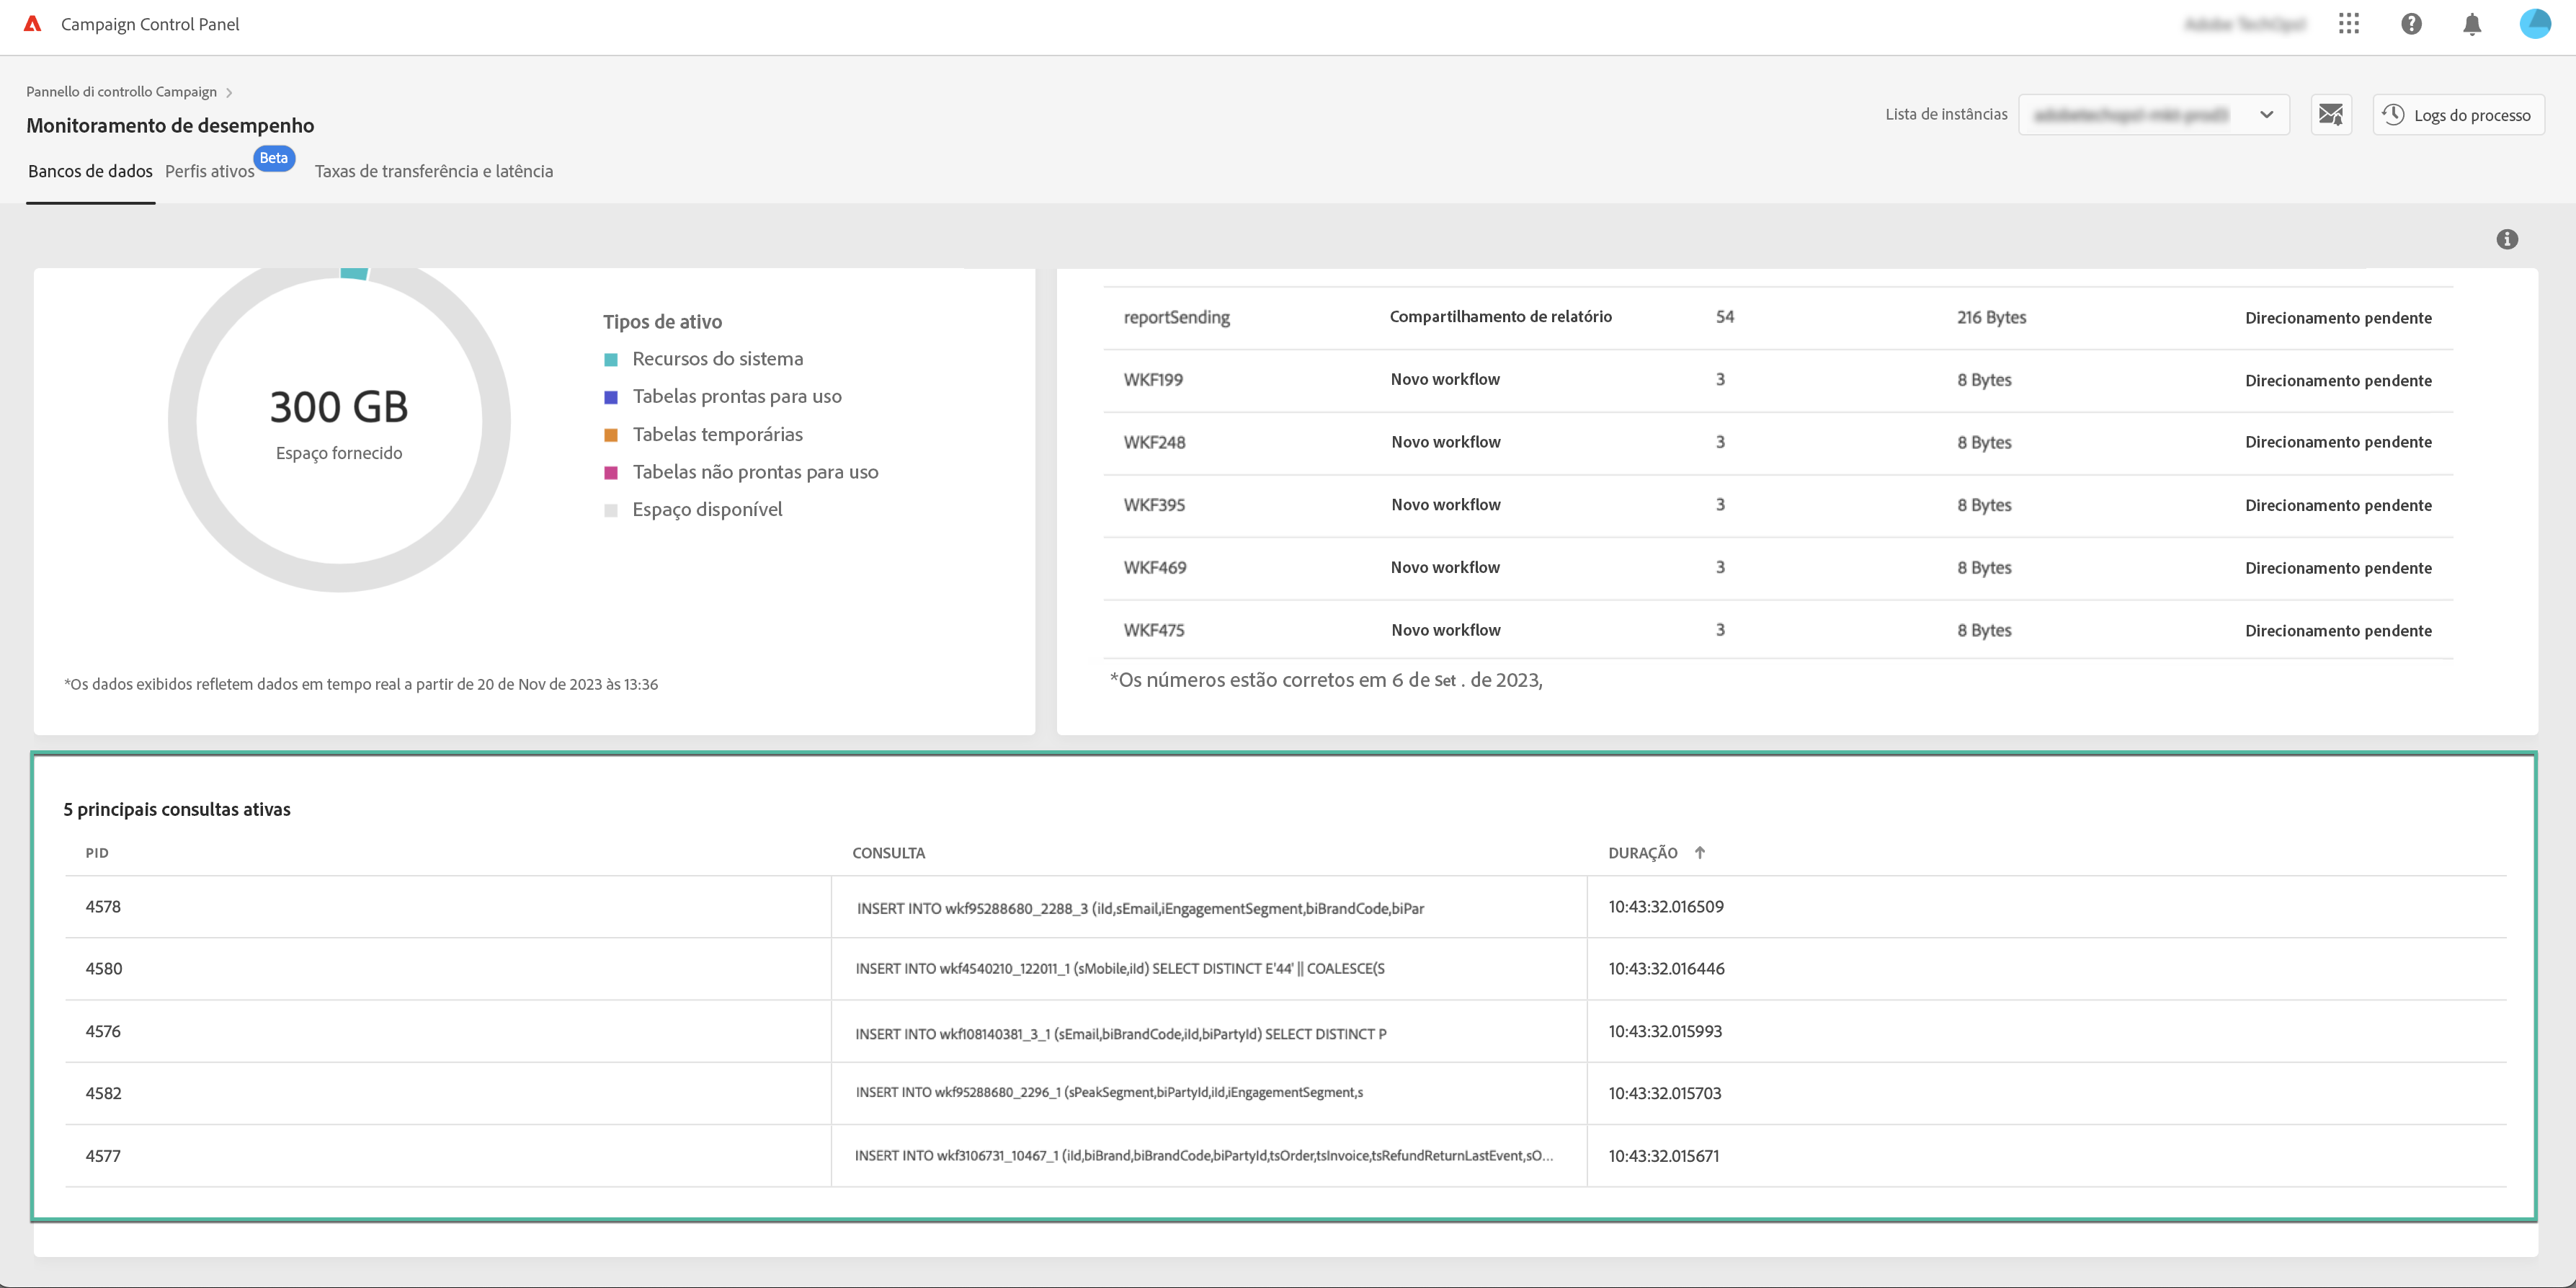 Campaign Control Panel
Pannello di controllo Campaign
Monitoramento de desempenho
Lista de instâncias
Logs do processo
Bancos de dados Perfis ativos Beta Taxas de transferência e latência
300 GB
Espaço fornecido
Tipos de ativo
Recursos do sistema
Tabelas prontas para uso
Tabelas temporárias
Tabelas não prontas para uso
Espaço disponível
*Os dados exibidos refletem dados em tempo real a partir de 20 de Nov de 2023 às 13:36
reportSending Compartilhamento de relatório 54 216 Bytes Direcionamento pendente
WKF199 Novo workflow 3 8 Bytes Direcionamento pendente
WKF248 Novo workflow 3 8 Bytes Direcionamento pendente
WKF395 Novo workflow 3 8 Bytes Direcionamento pendente
WKF469 Novo workflow 3 8 Bytes Direcionamento pendente
WKF475 Novo workflow 3 8 Bytes Direcionamento pendente
*Os números estão corretos em 6 de Set . de 2023,
5 principais consultas ativas
PID CONSULTA DURAÇÃO
4578 INSERT INTO wkf95288680_2288_3 (iId,sEmail,iEngagementSegment,biBrandCode,biPar 10:43:32.016509
4580 INSERT INTO wkf4540210_122011_1 (sMobile,iId) SELECT DISTINCT E'44' || COALESCE(S 10:43:32.016446
4576 INSERT INTO wkf108140381_3_1 (sEmail,biBrandCode,iId,biPartyId) SELECT DISTINCT P 10:43:32.015993
4582 INSERT INTO wkf95288680_2296_1 (sPeakSegment,biPartyId,iId,iEngagementSegment,s 10:43:32.015703
4577 INSERT INTO wkf3106731_10467_1 (iId,biBrand,biBrandCode,biPartyId,tsOrder,tsInvoice,tsRefundReturnLastEvent,sO... 10:43:32.015671